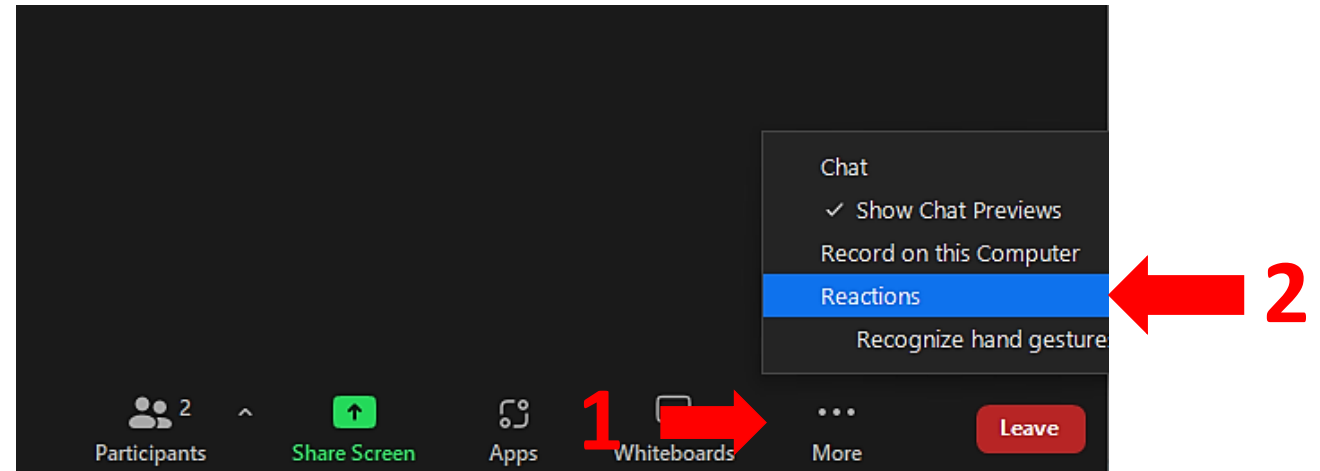 Chat
✓ Show Chat Previews
Record on this Computer
Reactions
2
Recognize hand gestures
2
1
Participants
Share Screen
Apps
Whiteboards
More
Leave